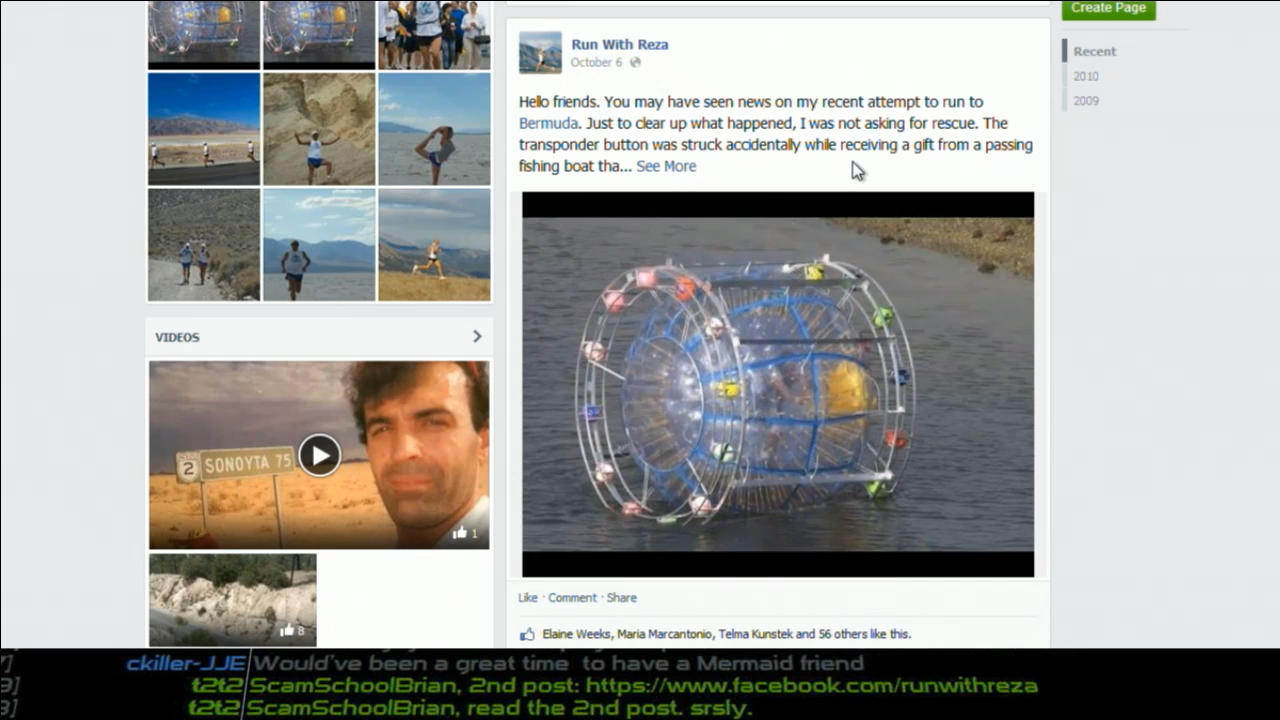 Create Page
Recent
2010
2009
Run With Reza
October 6
Hello friends. You may have seen news on my recent attempt to run to
Bermuda. Just to clear up what happened, I was not asking for rescue. The
transponder button was struck accidentally while receiving a gift from a passing
fishing boat tha... See More
VIDEOS
2 SONOYTA 75
1
8
Like · Comment · Share
Elaine Weeks, Maria Marcantonio, Telma Kunstek and 56 others like this.
7] ckiller-JJE Would've been a great time to have a Mermaid friend
] t2t2 ScamSchoolBrian, 2nd post: https://www.facebook.com/runwithreza
] t2t2 ScamSchoolBrian, read the 2nd post. srsly.